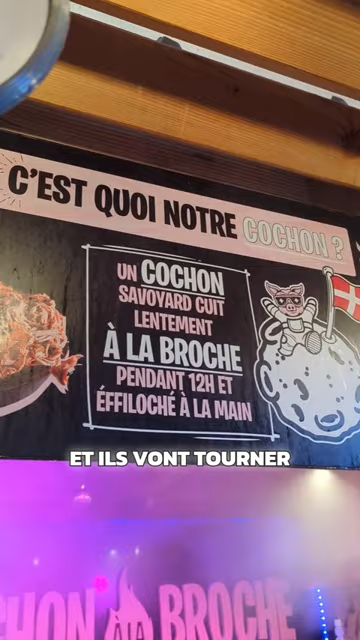 C'EST QUOI NOTRE COCHON ?
UN COCHON
SAVOYARD CUIT
LENTEMENT
À LA BROCHE
PENDANT 12H ET
ÉFFILOCHÉ À LA MAIN
ET ILS VONT TOURNER
CHON À LA BROCHE